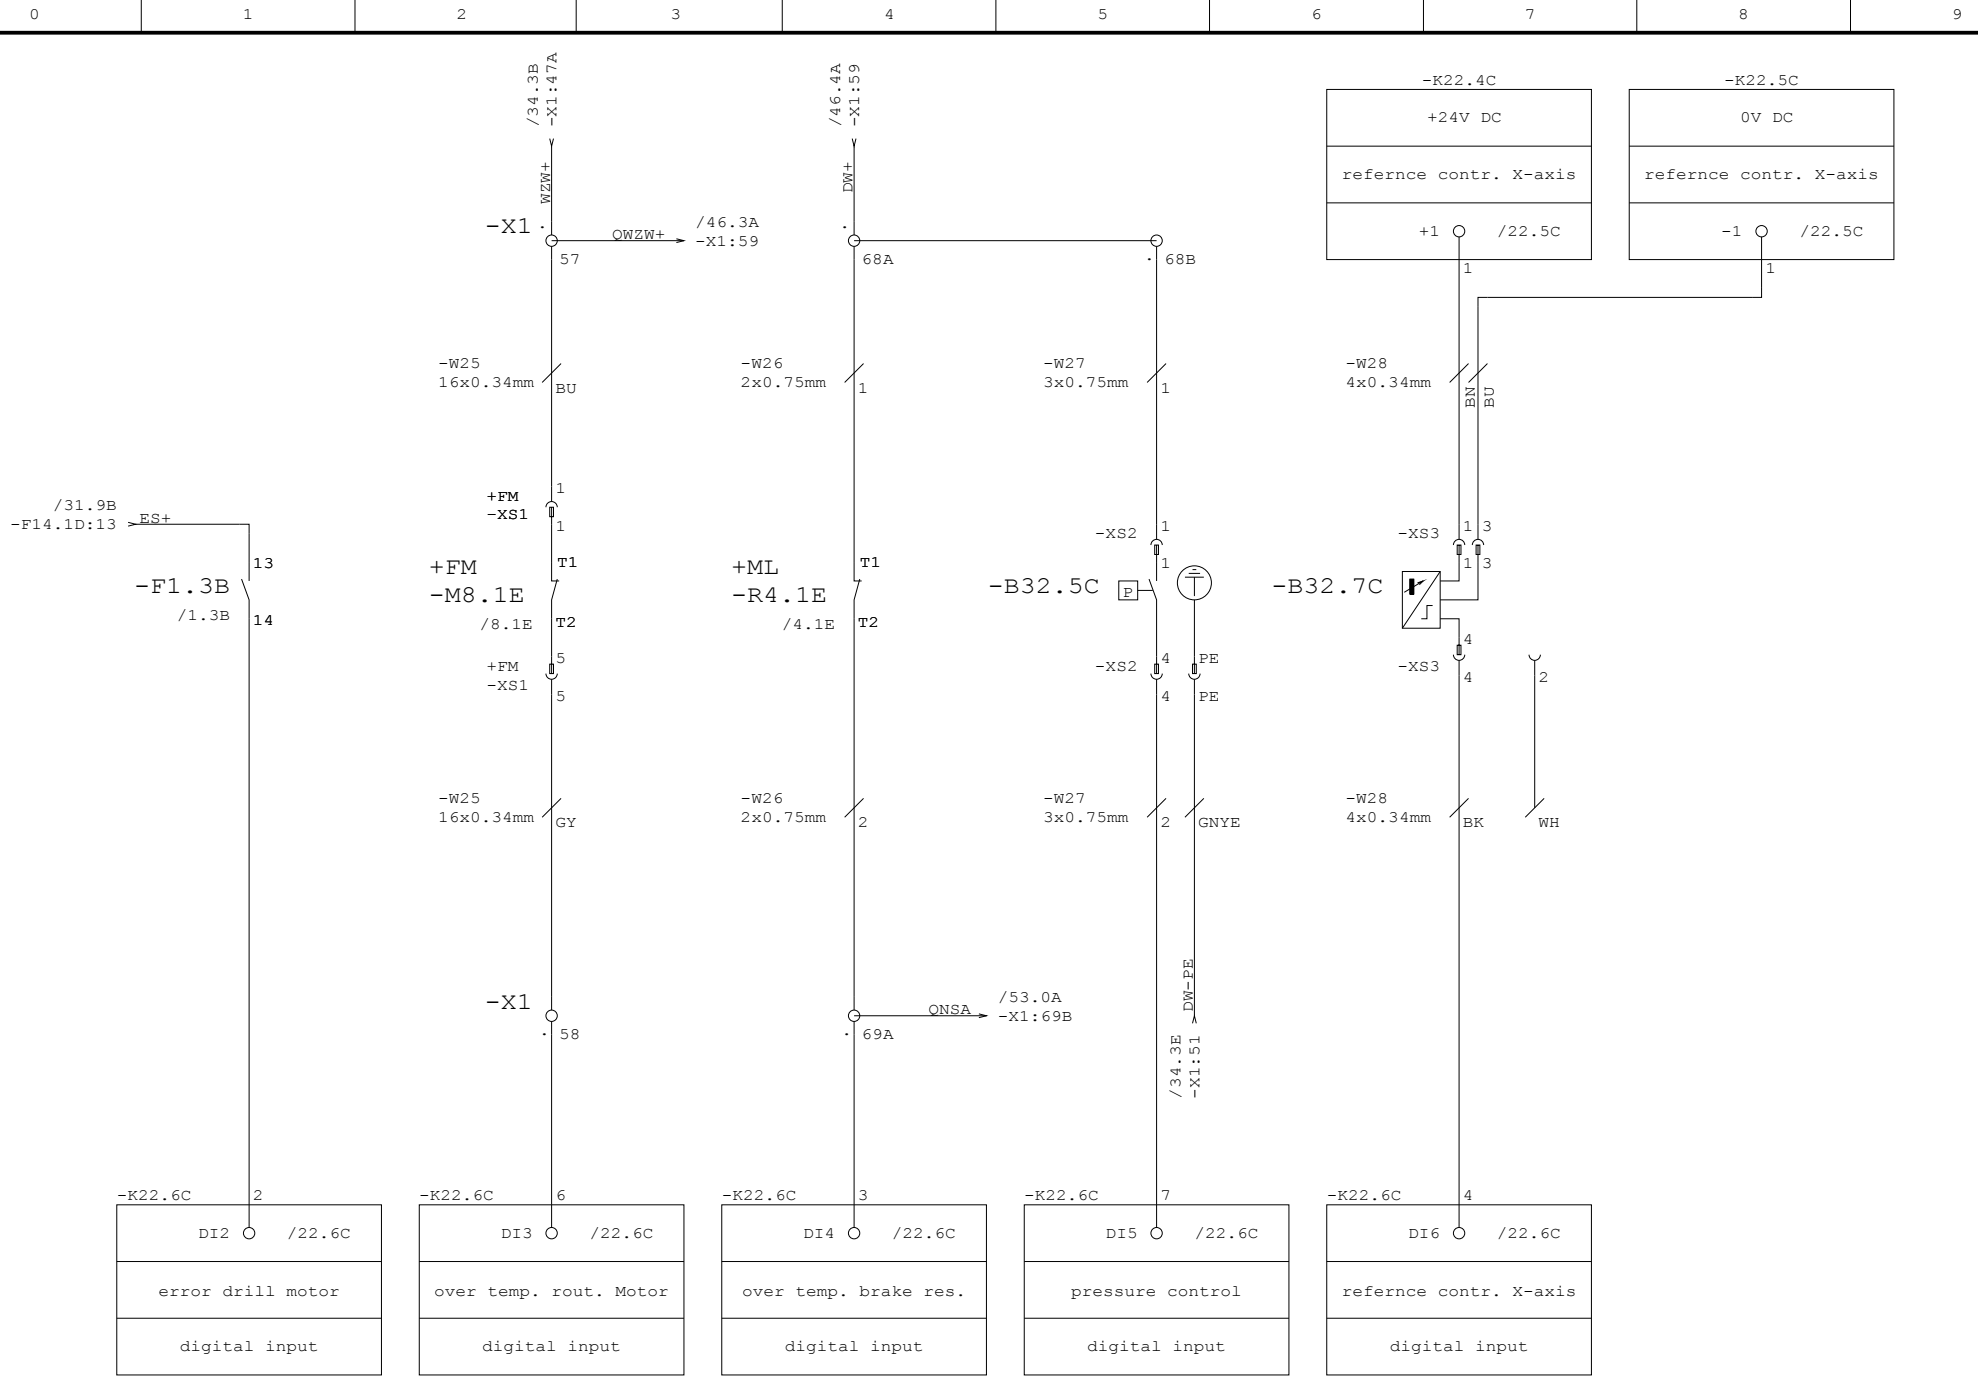 0 1 2 3 4 5 6 7 8 9
/34.3B
-X1:47A
/46.4A
-X1:59
-K22.4C
-K22.5C
+24V DC
0V DC
WZW+
DW+
refernce contr. X-axis
refernce contr. X-axis
-X1
QWZW+
/46.3A
-X1:59
+1 /22.5C
-1 /22.5C
57
68A
68B
1
1
-W25
16x0.34mm
BU
-W26
2x0.75mm
1
-W27
3x0.75mm
1
-W28
4x0.34mm
BN
BU
/31.9B
-F14.1D:13
ES+
+FM
-XS1
1
1
-XS2
1
1
-XS3
1 3
1 3
13
-F1.3B
/1.3B
14
+FM
-M8.1E
/8.1E
T1
T2
+ML
-R4.1E
/4.1E
T1
T2
-B32.5C
P
-B32.7C
+FM
-XS1
5
5
-XS2
4 PE
4 PE
-XS3
4
4
2
-W25
16x0.34mm
GY
-W26
2x0.75mm
2
-W27
3x0.75mm
2
GNYE
-W28
4x0.34mm
BK
WH
-X1
58
QNSA
/53.0A
-X1:69B
69A
DW-PE
/34.3E
-X1:51
-K22.6C 2
-K22.6C 6
-K22.6C 3
-K22.6C 7
-K22.6C 4
DI2 /22.6C
DI3 /22.6C
DI4 /22.6C
DI5 /22.6C
DI6 /22.6C
error drill motor
over temp. rout. Motor
over temp. brake res.
pressure control
refernce contr. X-axis
digital input
digital input
digital input
digital input
digital input